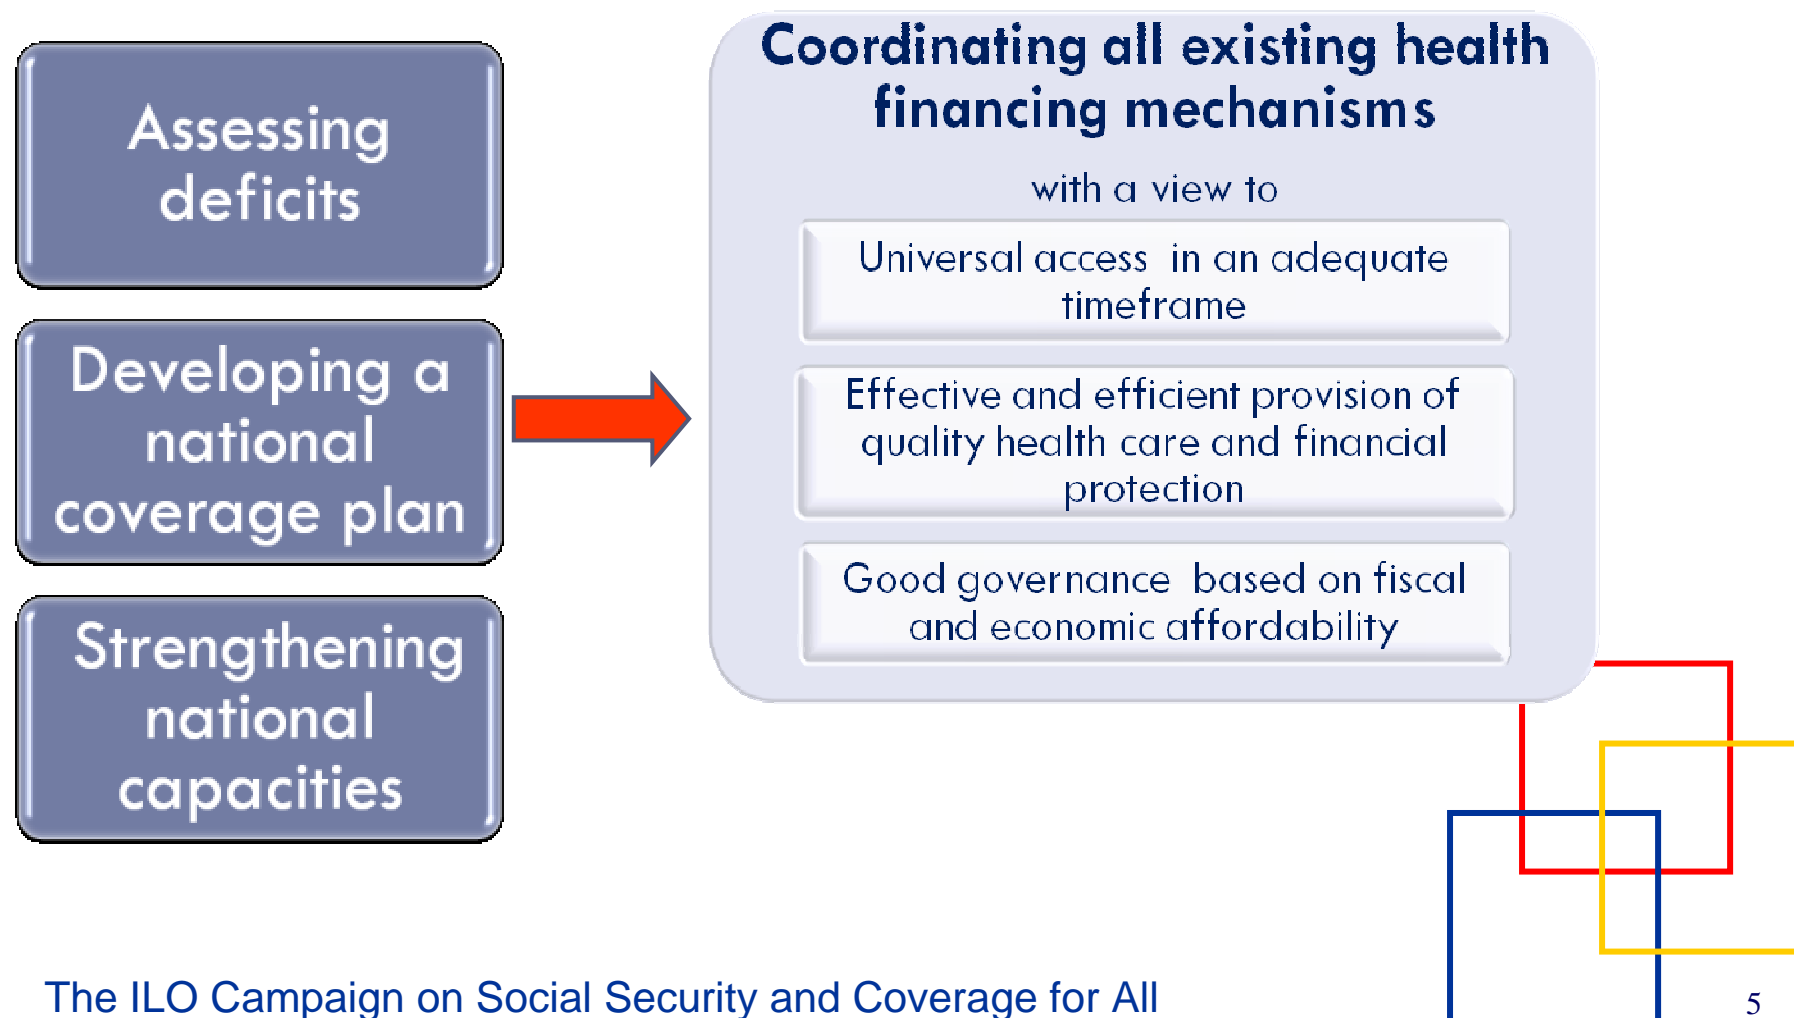 Assessing
deficits
Developing a
national
coverage plan
Strengthening
national
capacities
Coordinating all existing health
financing mechanisms
with a view to
Universal access in an adequate
timeframe
Effective and efficient provision of
quality health care and financial
protection
Good governance based on fiscal
and economic affordability
The ILO Campaign on Social Security and Coverage for All
5